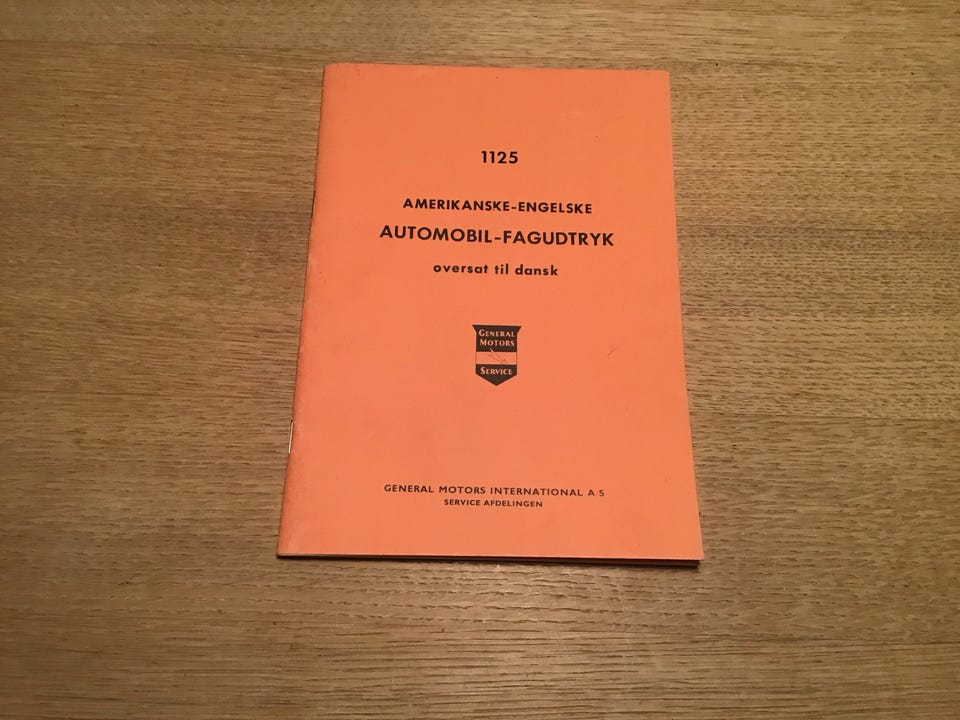 1125
AMERIKANSKE-ENGELSKE
AUTOMOBIL-FAGUDTRYK
oversat til dansk
GENERAL
MOTORS
SERVICE
GENERAL MOTORS INTERNATIONAL A S
SERVICE AFDELINGEN